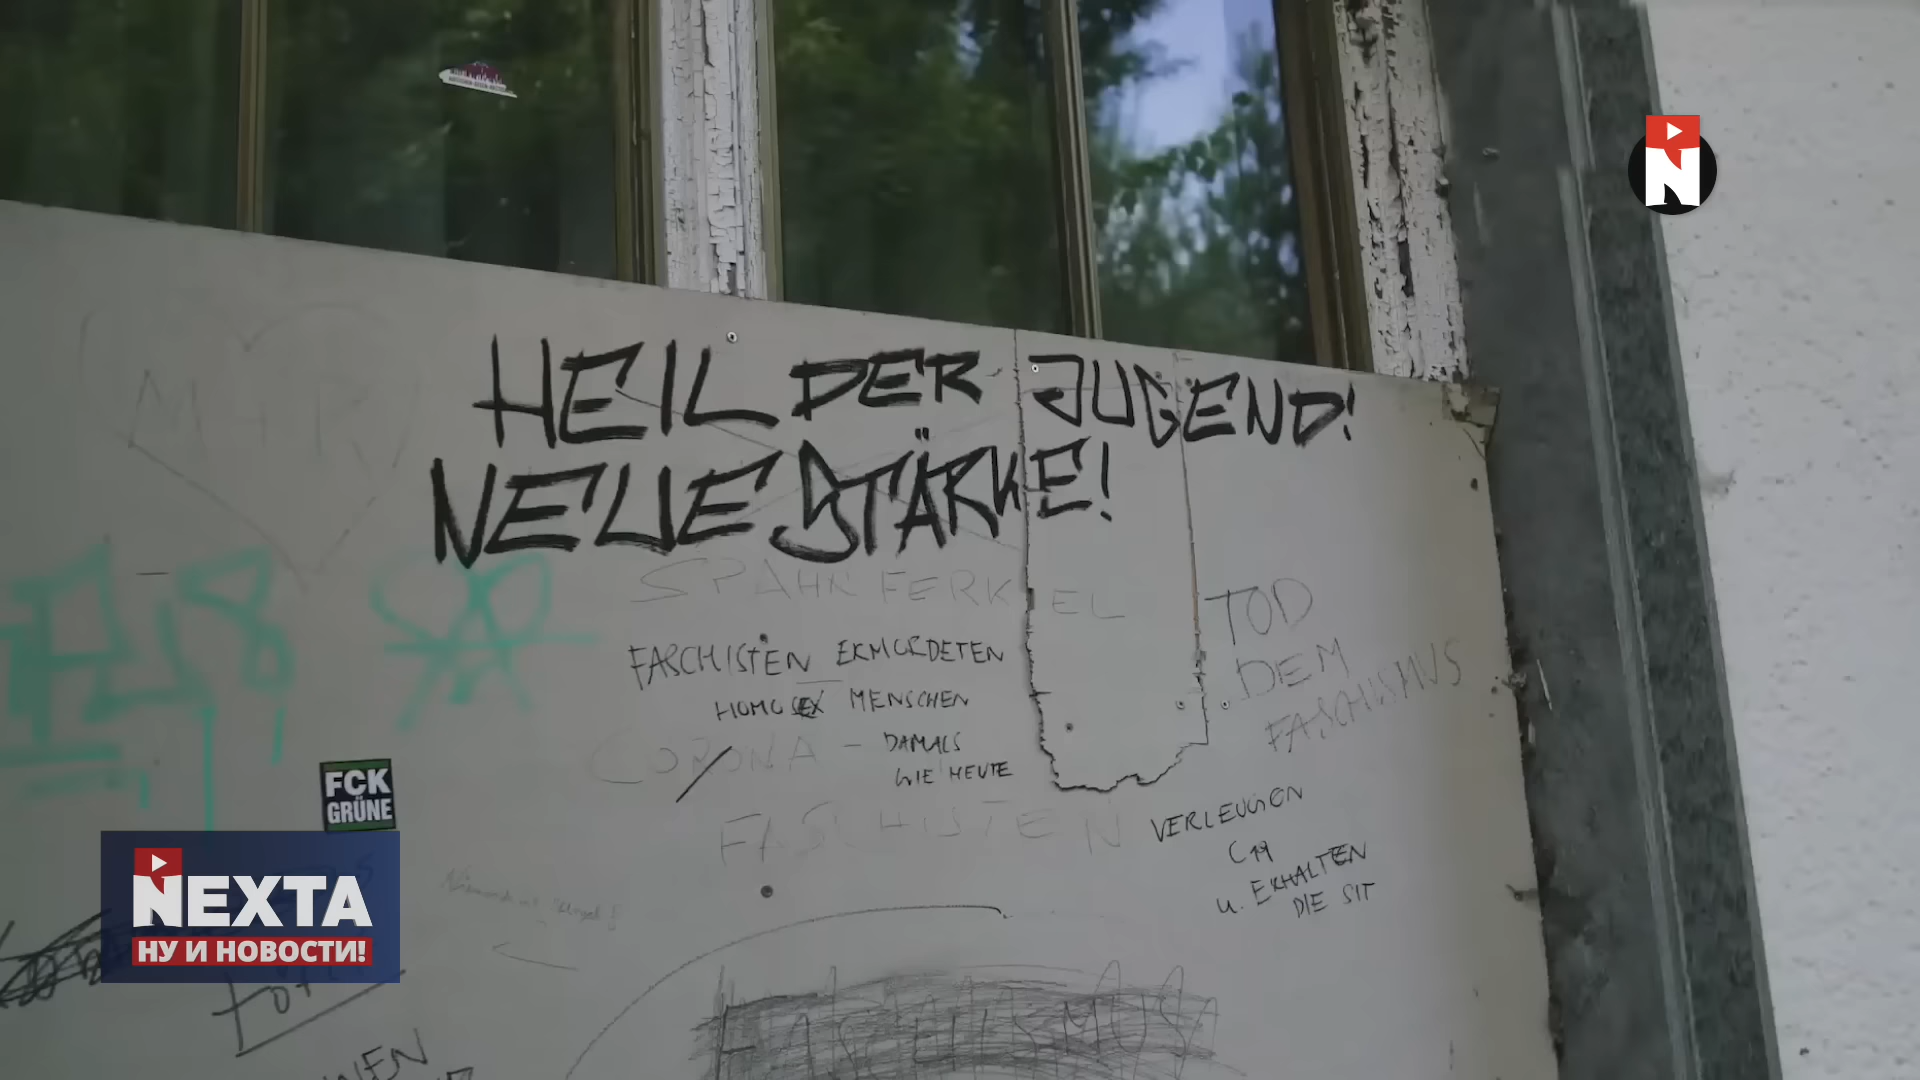 HEIL DER JUGEND!
NEUE STÄRKE!
SPAHN FERKEL
TOD
DEM
FASCHISMUS
FASCHISTEN ERMORDETEN
HOMOSEX MENSCHEN
CORONA - DAMALS
WIE HEUTE
FASCHISTEN
VERLEUGEN
C19
U. ERHALTEN
DIE SIT
FCK
GRÜNE
M+R
N
NEXTA
НУ И НОВОСТИ!
FASCHISMUS